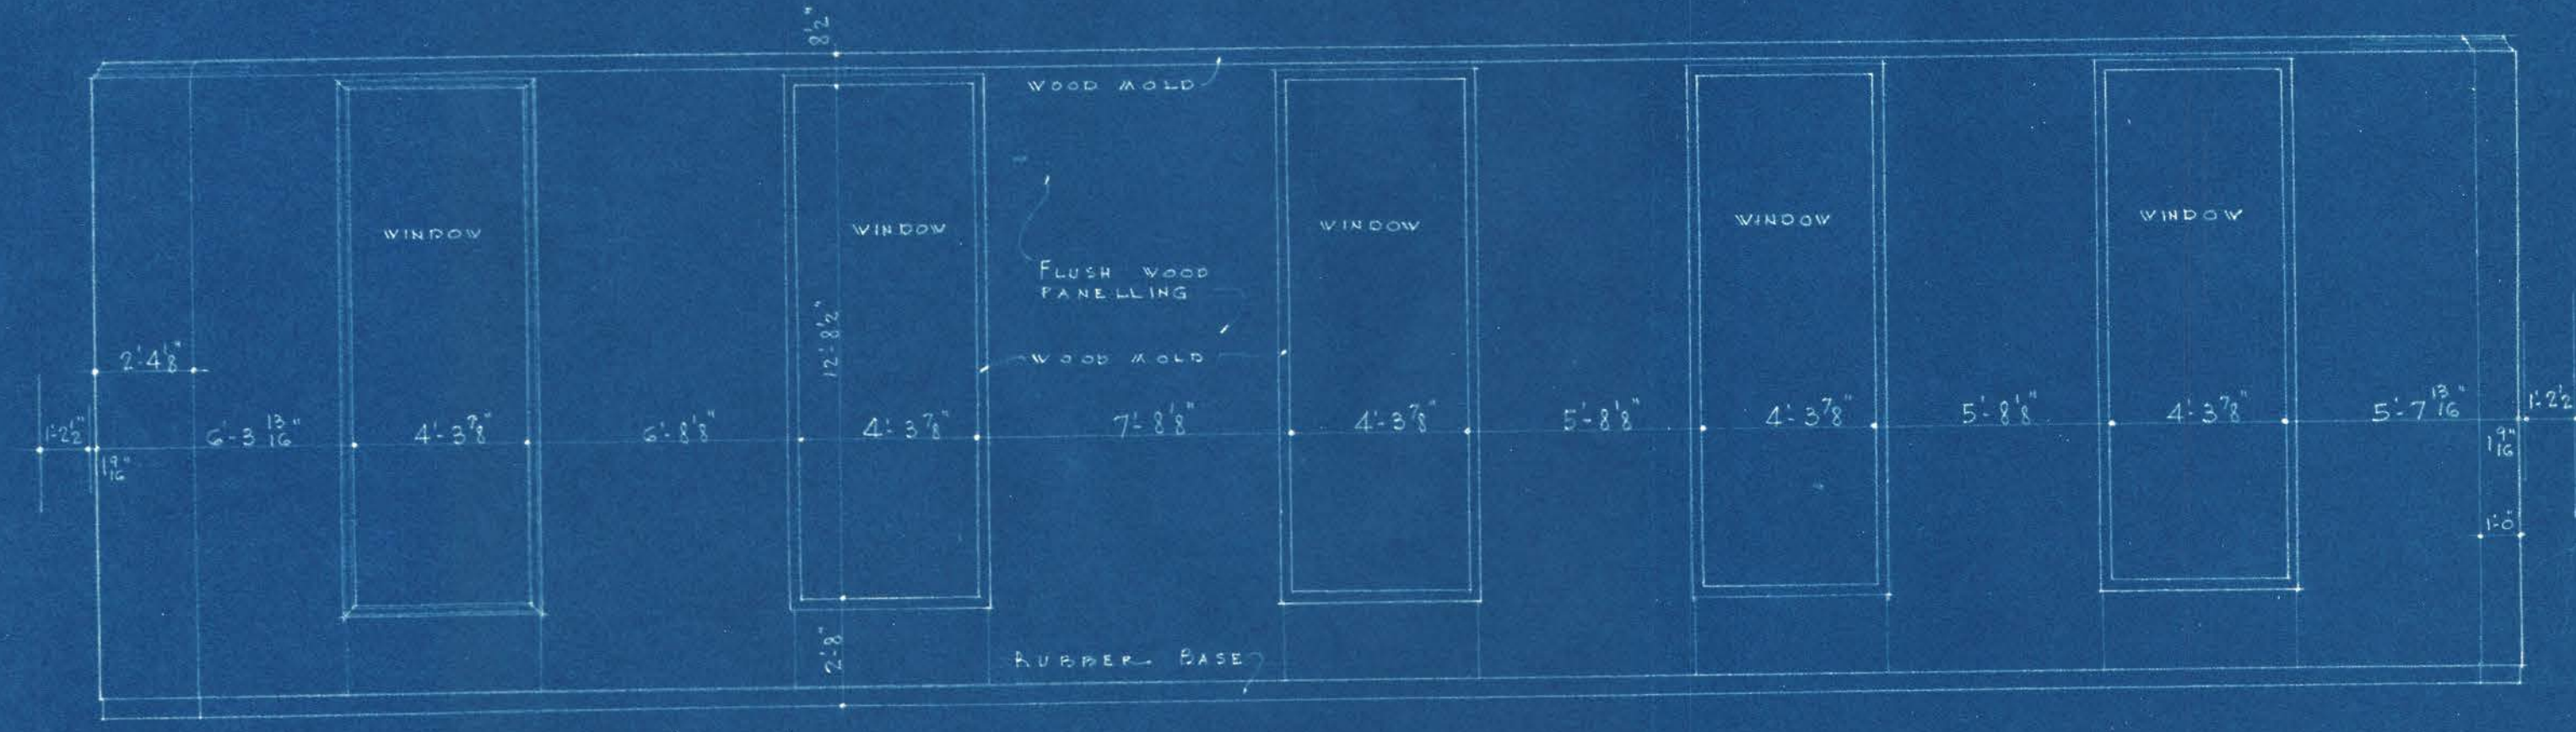 8½"
WOOD MOLD
WINDOW
WINDOW
WINDOW
WINDOW
WINDOW
FLUSH WOOD
PANELLING
12'-8½"
WOOD MOLD
2'-4⅛"
1'-2½"
6'-3 13/16"
4'-3⅞"
6'-8⅛"
4'-3⅞"
7'-8⅛"
4'-3⅞"
5'-8⅛"
4'-3⅞"
5'-8⅛"
4'-3⅞"
5'-7 13/16"
1'-2½
1 9/16"
1 9/16"
1'-0"
2'-8"
RUBBER BASE